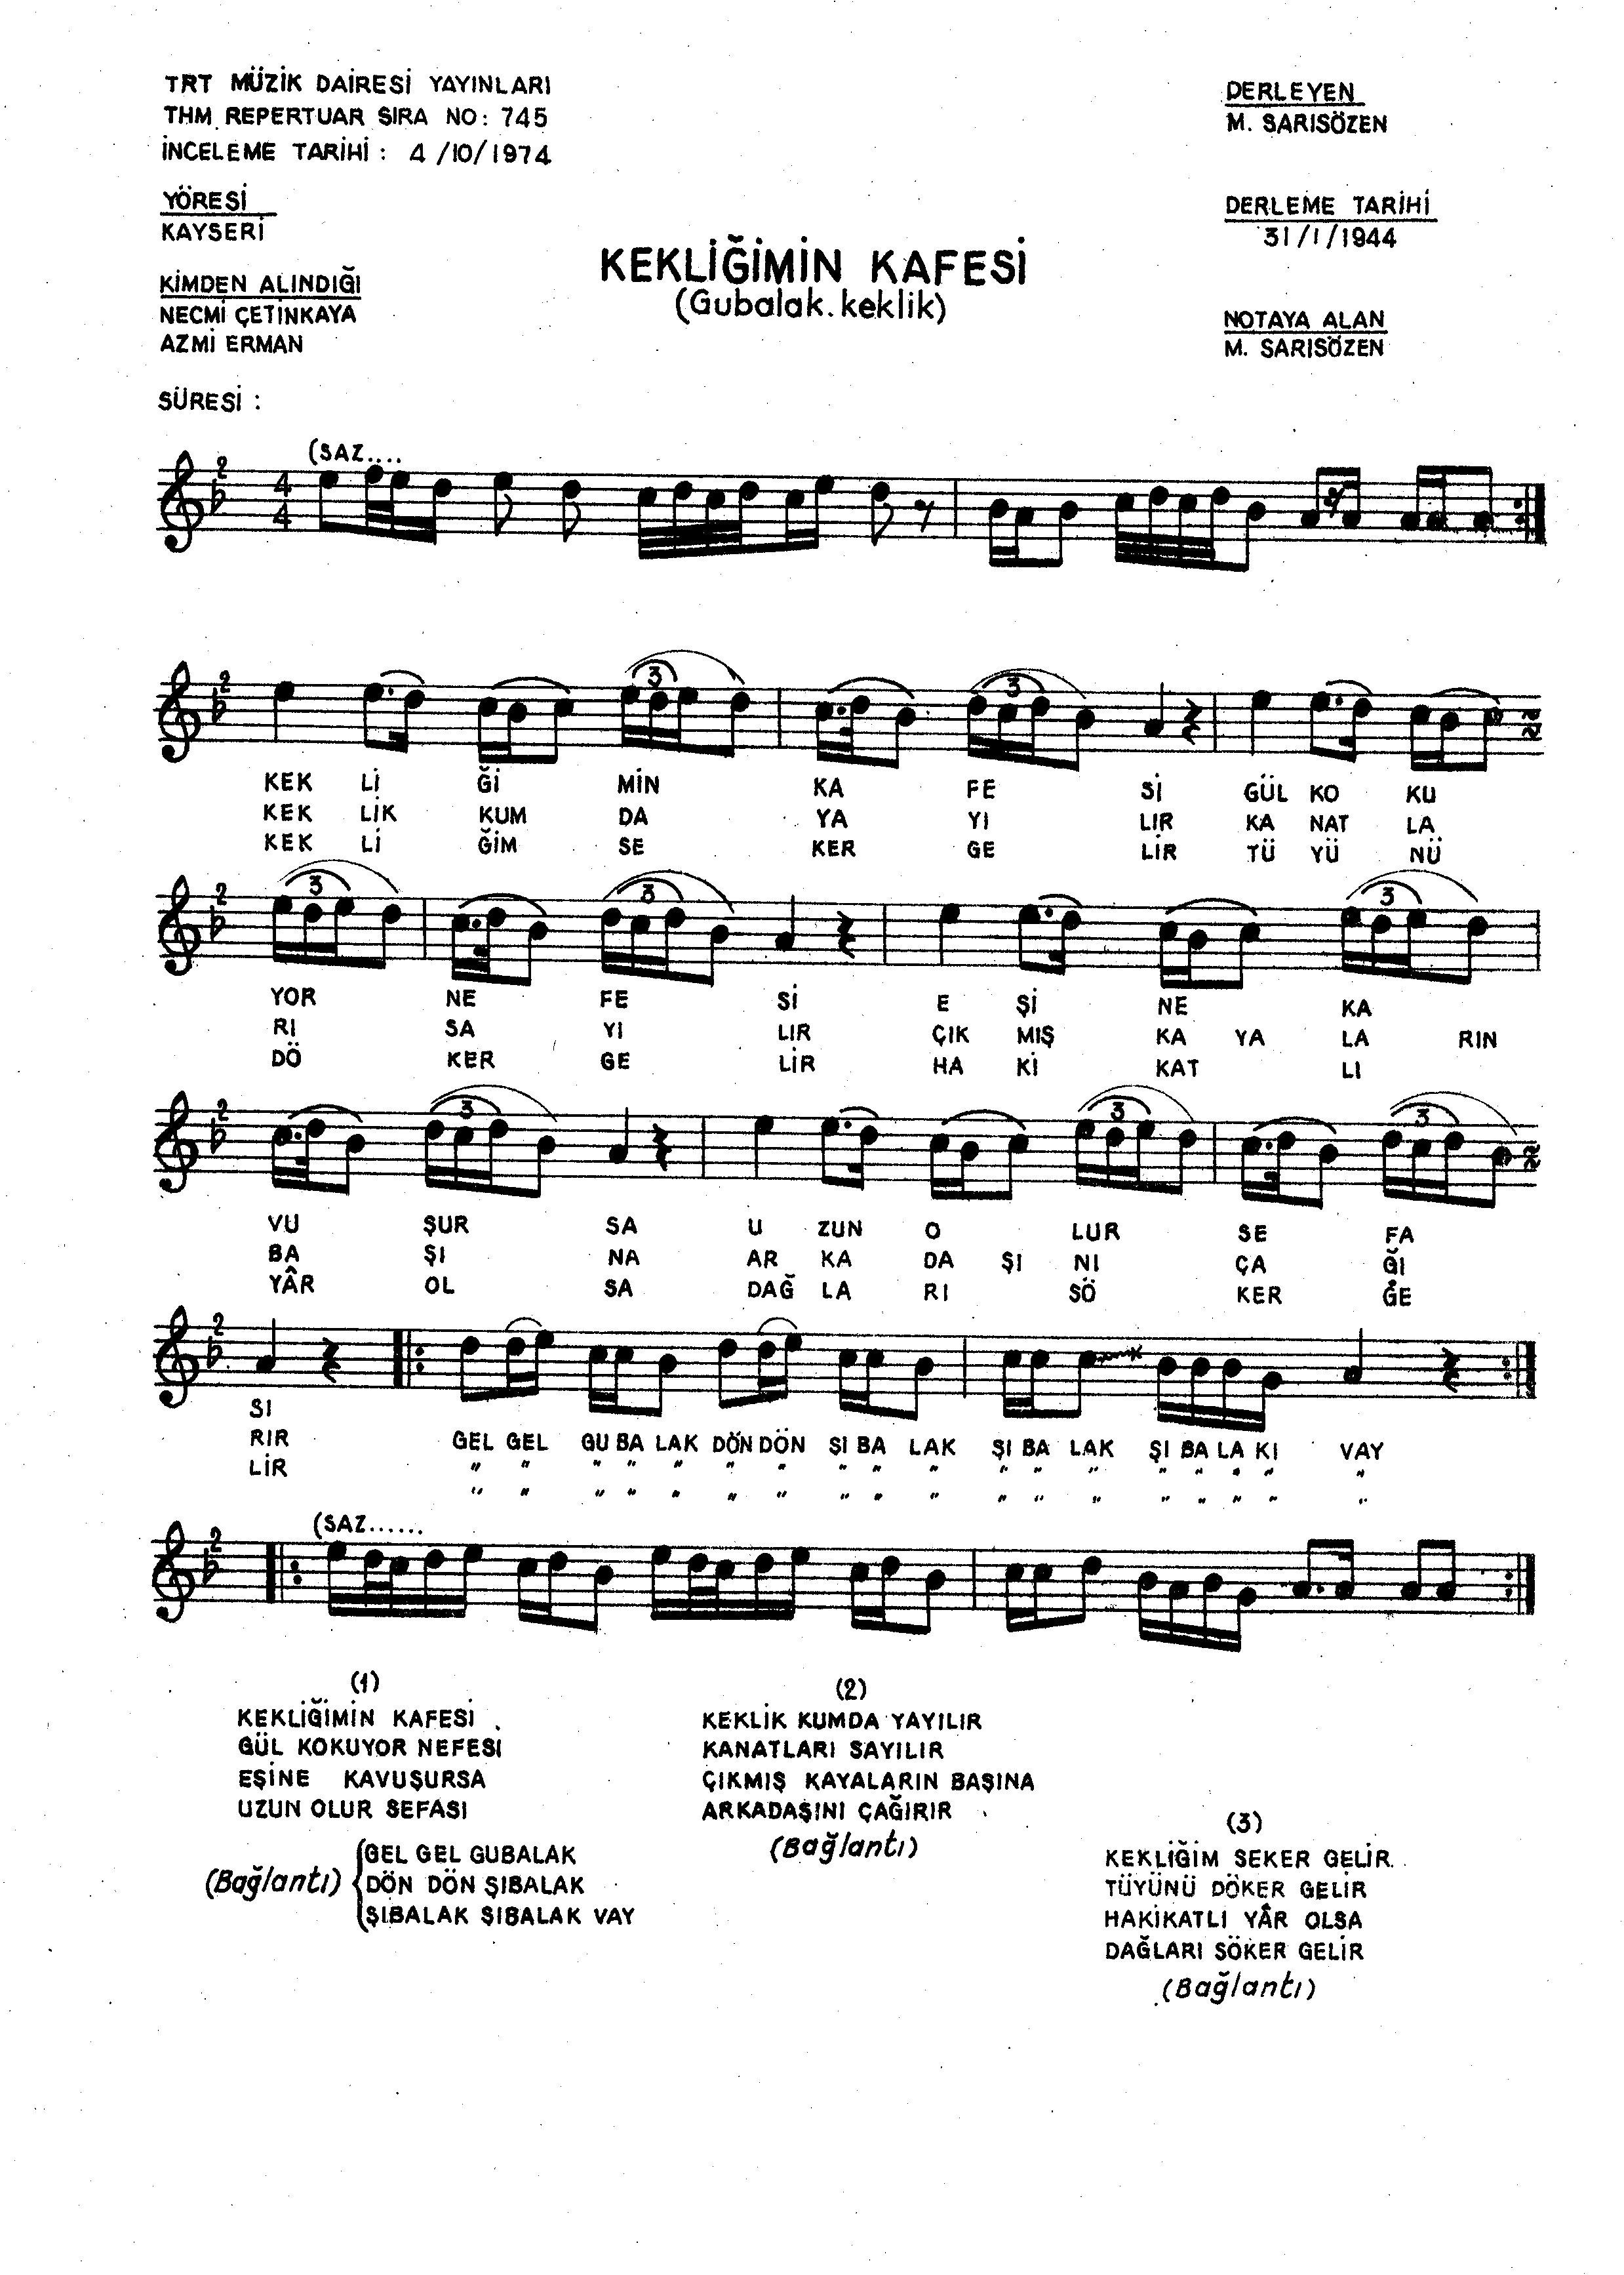 TRT MÜZİK DAİRESİ YAYINLARI
THM REPERTUAR SIRA NO: 745
İNCELEME TARİHİ : 4/10/1974
DERLEYEN
M. SARISÖZEN
YÖRESİ
KAYSERİ
DERLEME TARİHİ
31/1/1944
KEKLİĞİMİN KAFESİ
(Gubalak.keklik)
KİMDEN ALINDIĞI
NECMİ ÇETİNKAYA
AZMİ ERMAN
NOTAYA ALAN
M. SARISÖZEN
SÜRESİ :
(SAZ....
KEK Lİ Ğİ MİN KA FE Sİ GÜL KO KU
KEK LİK KUM DA YA YI LIR KA NAT LA
KEK Lİ ĞİM SE KER GE LİR TÜ YÜ NÜ
YOR NE FE Sİ E Şİ NE KA
RI SA YI LIR ÇIK MIŞ KA YA LA RIN
DÖ KER GE LİR HA Kİ KAT LI
VU ŞUR SA U ZUN O LUR SE FA
BA ŞI NA AR KA DA ŞI NI ÇA ĞI
YÂR OL SA DAĞ LA RI SÖ KER GE
SI
RIR GEL GEL GU BA LAK DÖN DÖN ŞI BA LAK ŞI BA LAK ŞI BA LA KI VAY
LİR " " " " " " " " " " " " " " " " " "
" " " " " " " " " " " " " " " " " "
(SAZ......
(1)
KEKLİĞİMİN KAFESİ
GÜL KOKUYOR NEFESI
EŞİNE KAVUŞURSA
UZUN OLUR SEFASI
(Bağlantı) {GEL GEL GUBALAK
DÖN DÖN ŞIBALAK
ŞIBALAK ŞIBALAK VAY
(2)
KEKLİK KUMDA YAYILIR
KANATLARI SAYILIR
ÇIKMIŞ KAYALARIN BAŞINA
ARKADAŞINI ÇAĞIRIR
(Bağlantı)
(3)
KEKLİĞİM SEKER GELİR
TÜYÜNÜ DÖKER GELİR
HAKİKATLI YÂR OLSA
DAĞLARI SÖKER GELİR
(Bağlantı)